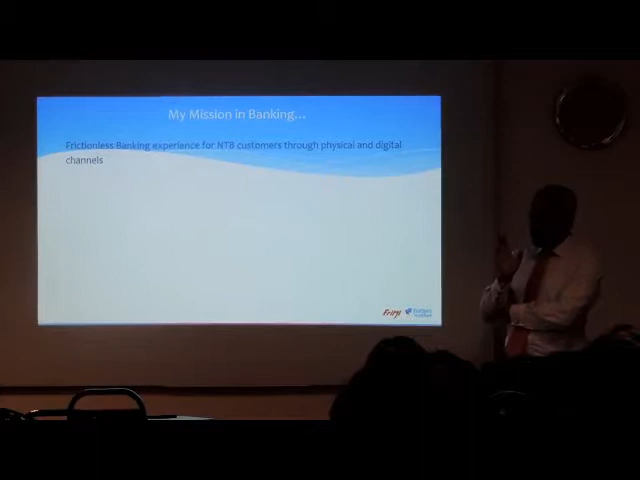 My Mission in Banking...
Frictionless Banking experience for NTB customers through physical and digital
channels